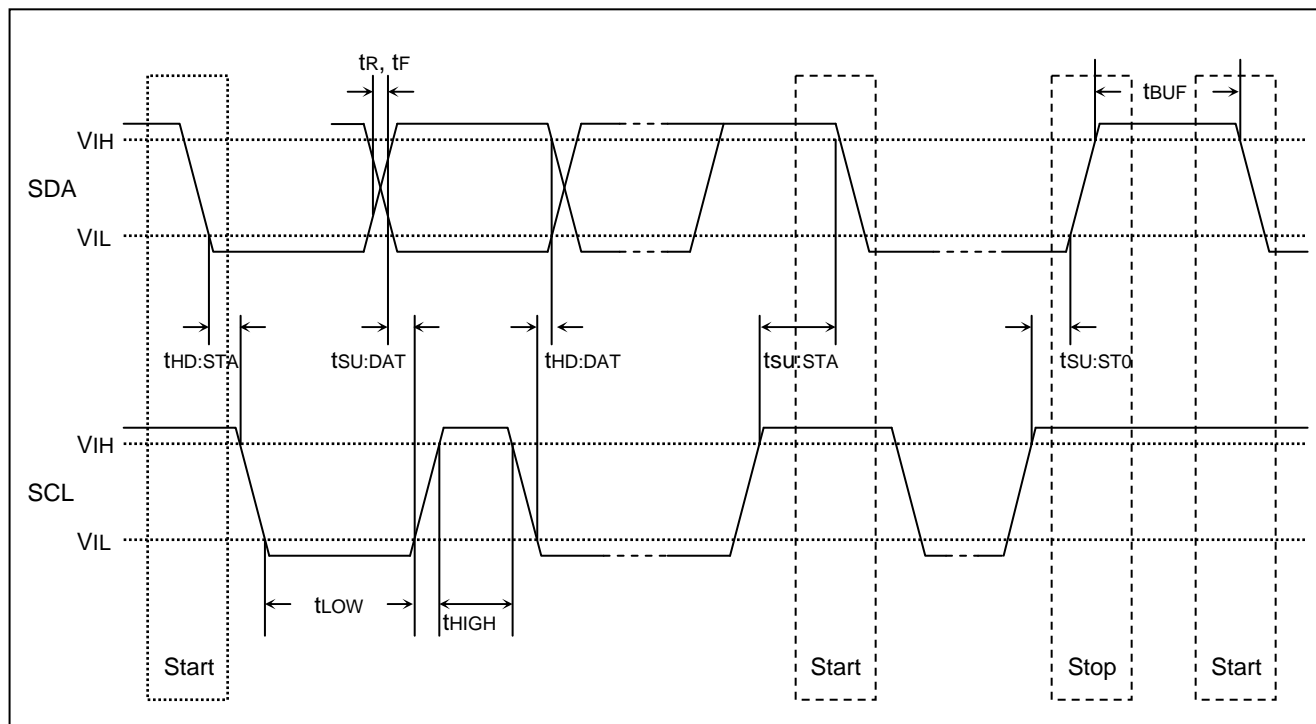 tR, tF
tBUF
VIH
SDA
VIL
tHD:STA
tSU:DAT
tHD:DAT
tsu:STA
tSU:ST0
VIH
SCL
VIL
tLOW
tHIGH
Start
Start
Stop
Start